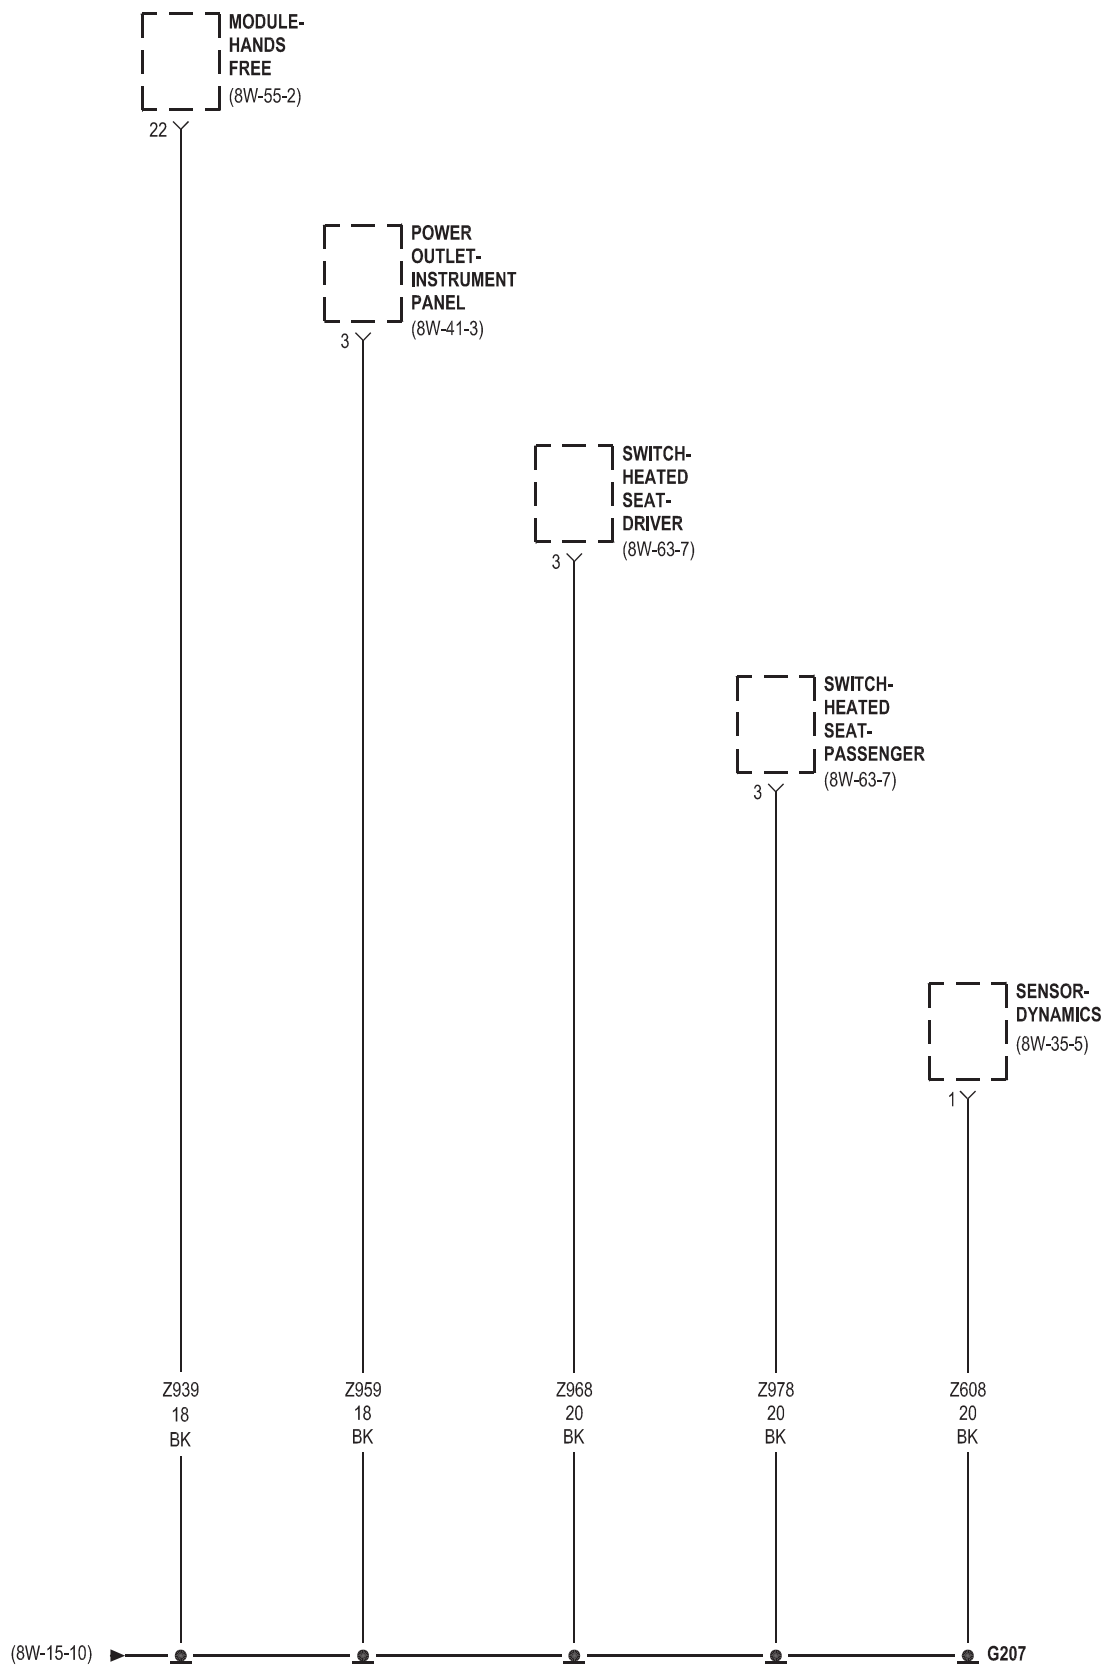 MODULE-
HANDS
FREE
(8W-55-2)
22
POWER
OUTLET-
INSTRUMENT
PANEL
(8W-41-3)
3
SWITCH-
HEATED
SEAT-
DRIVER
(8W-63-7)
3
SWITCH-
HEATED
SEAT-
PASSENGER
(8W-63-7)
3
SENSOR-
DYNAMICS
(8W-35-5)
1
Z939
18
BK
Z959
18
BK
Z968
20
BK
Z978
20
BK
Z608
20
BK
(8W-15-10)
G207